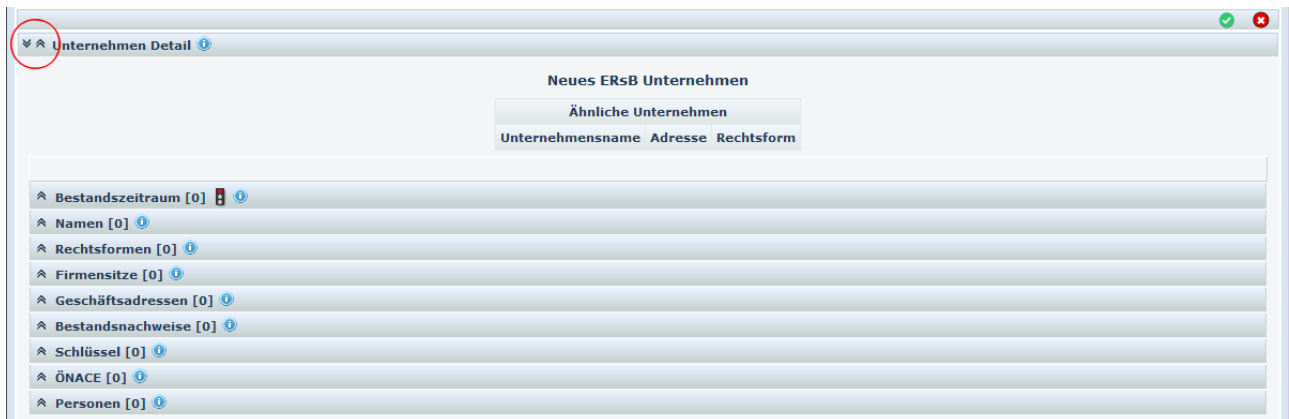 Unternehmen Detail
Neues ERsB Unternehmen
Ähnliche Unternehmen
Unternehmensname Adresse Rechtsform
Bestandszeitraum [0]
Namen [0]
Rechtsformen [0]
Firmensitze [0]
Geschäftsadressen [0]
Bestandsnachweise [0]
Schlüssel [0]
ÖNACE [0]
Personen [0]